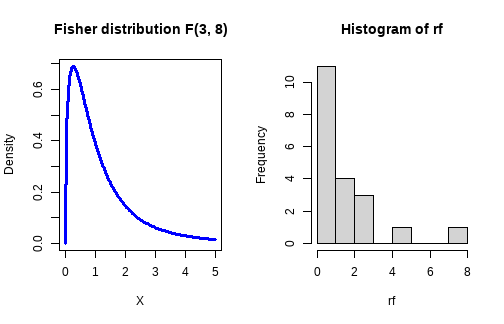 Fisher distribution F(3, 8)
Density
0.0
0.2
0.4
0.6
0 1 2 3 4 5
X
Histogram of rf
Frequency
0
2
4
6
8
10
0 2 4 6 8
rf